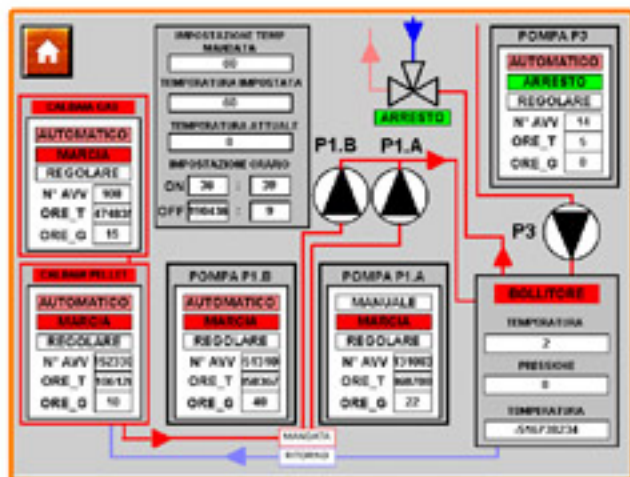 IMPOSTAZIONE TEMP
MANDATA
60
TEMPERATURA IMPOSTATA
60
TEMPERATURA ATTUALE
0
IMPOSTAZIONE ORARIO
ON 30 : 30
OFF : 9
ARRESTO
P1.B P1.A
POMPA P3
AUTOMATICO
ARRESTO
REGOLARE
N° AVV 14
ORE_T 5
ORE_G 0
P3
CALDAIA GAS
AUTOMATICO
MARCIA
REGOLARE
N° AVV 100
ORE_T
ORE_G 15
CALDAIA PELLET
AUTOMATICO
MARCIA
REGOLARE
N° AVV
ORE_T
ORE_G 10
POMPA P1.B
AUTOMATICO
MARCIA
REGOLARE
N° AVV
ORE_T
ORE_G 40
POMPA P1.A
MANUALE
MARCIA
REGOLARE
N° AVV
ORE_T
ORE_G 22
BOLLITORE
TEMPERATURA
2
PRESSIONE
0
TEMPERATURA
MANDATA
RITORNO